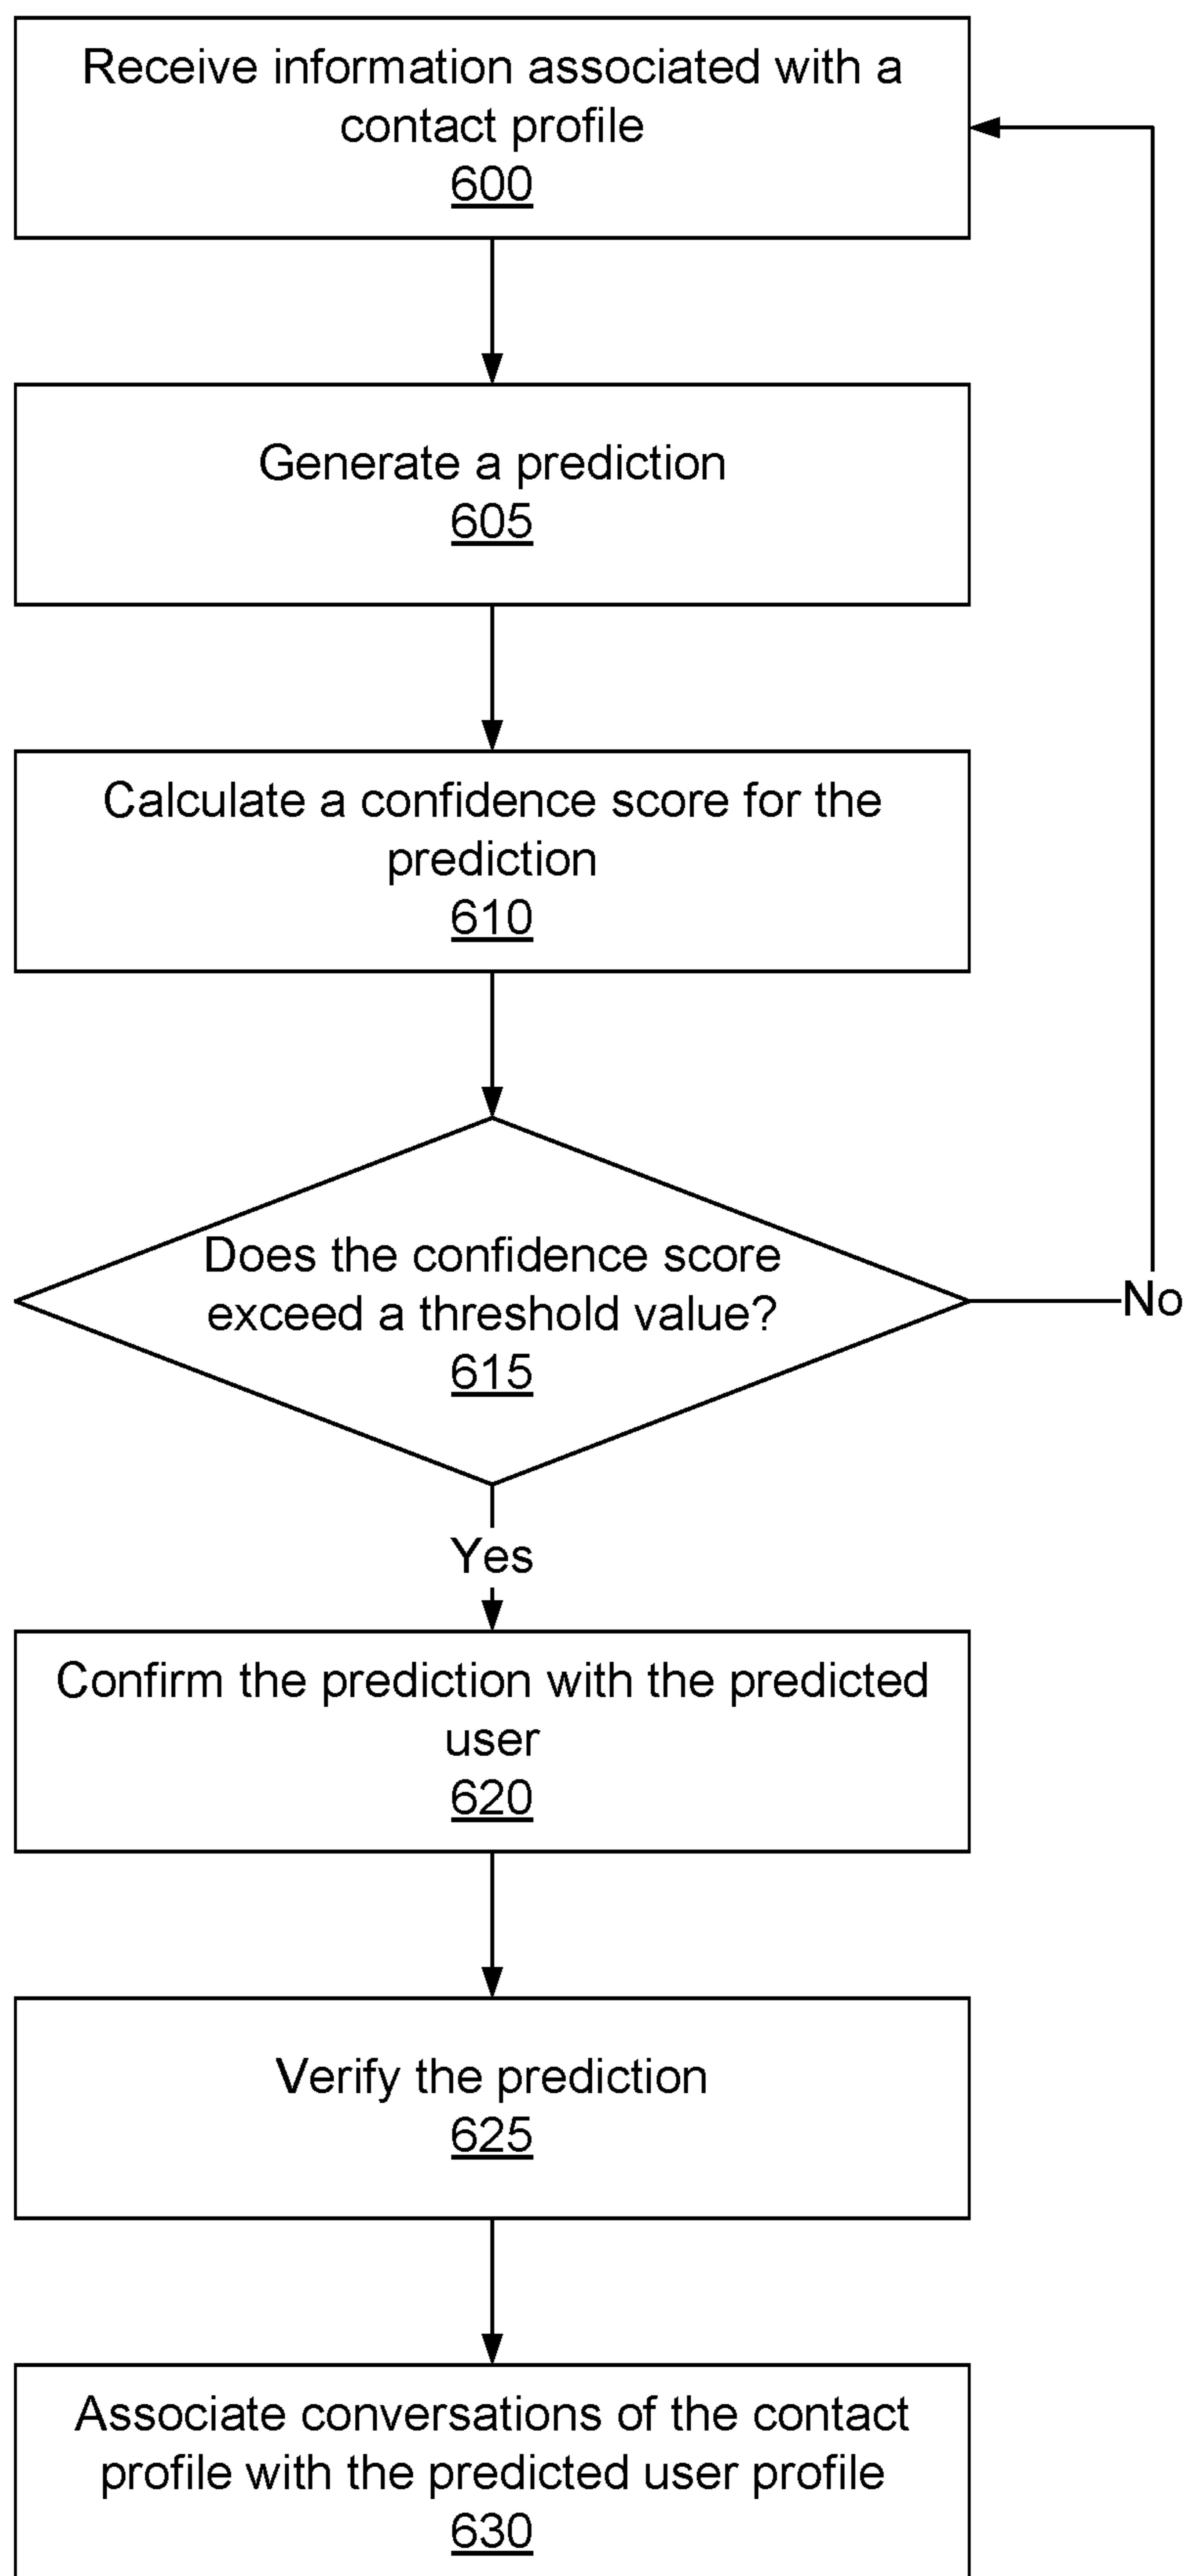 Receive information associated with a
contact profile
600
Generate a prediction
605
Calculate a confidence score for the
prediction
610
Does the confidence score
exceed a threshold value?
615
No
Yes
Confirm the prediction with the predicted
user
620
Verify the prediction
625
Associate conversations of the contact
profile with the predicted user profile
630